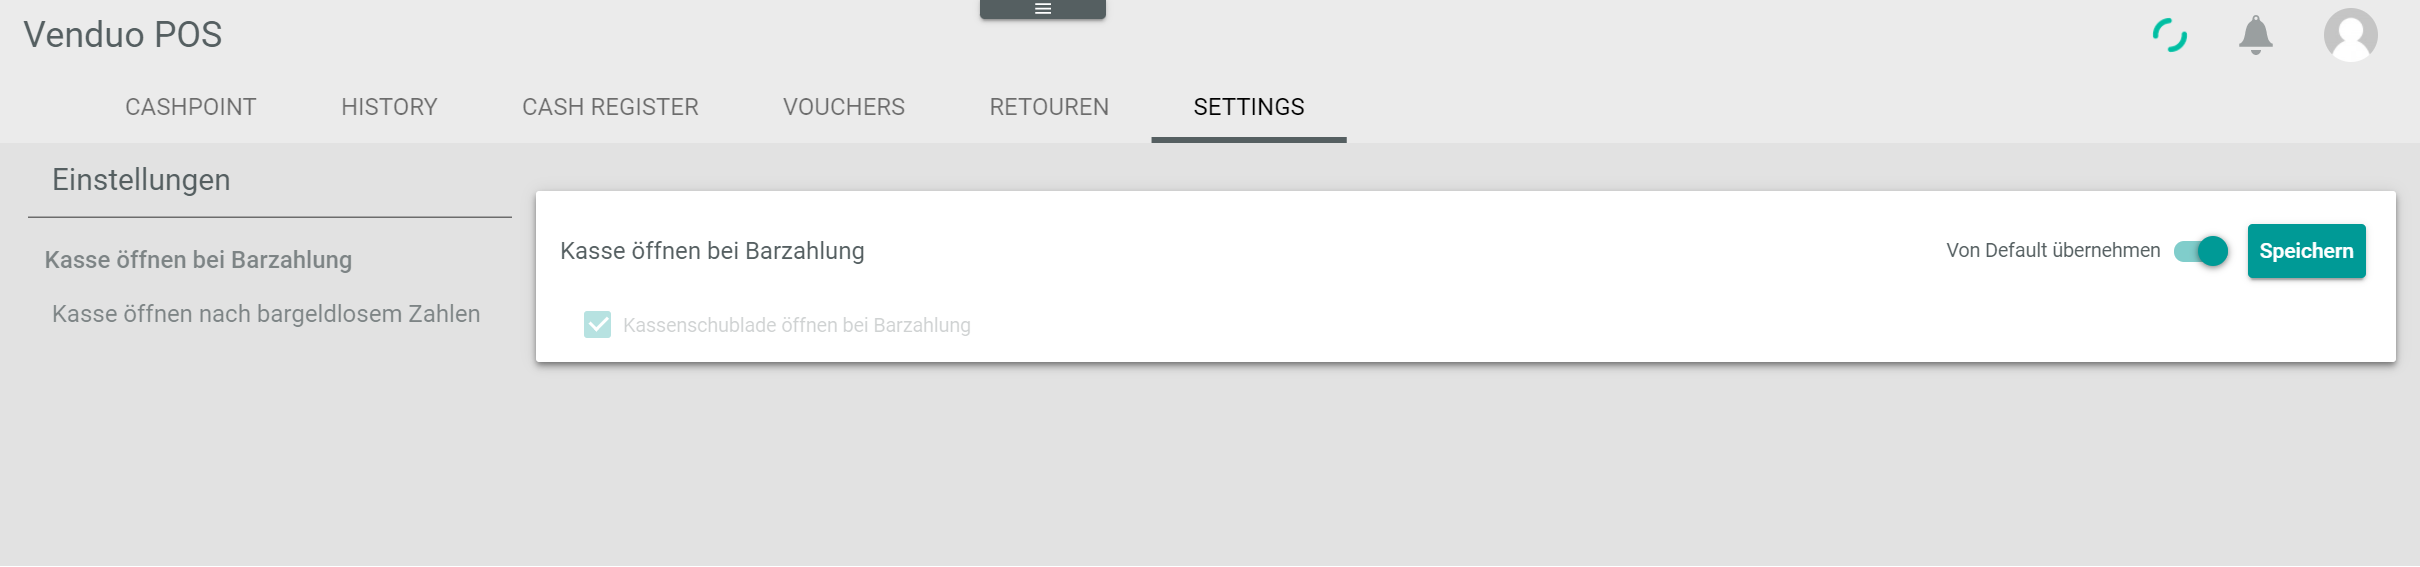 Venduo POS
CASHPOINT HISTORY CASH REGISTER VOUCHERS RETOUREN SETTINGS
Einstellungen
Kasse öffnen bei Barzahlung
Kasse öffnen nach bargeldlosem Zahlen
Kasse öffnen bei Barzahlung Von Default übernehmen Speichern
Kassenschublade öffnen bei Barzahlung